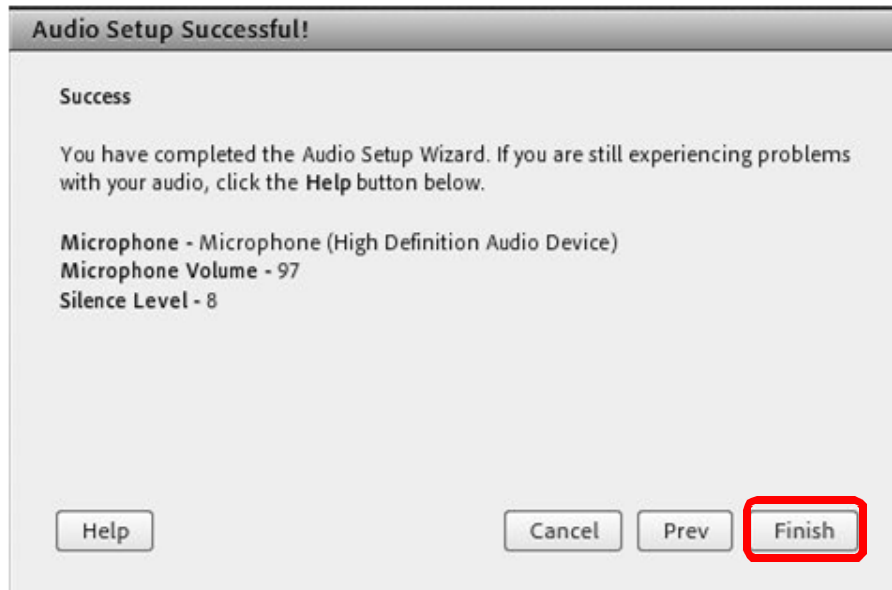 Audio Setup Successful!
Success
You have completed the Audio Setup Wizard. If you are still experiencing problems
with your audio, click the Help button below.
Microphone - Microphone (High Definition Audio Device)
Microphone Volume - 97
Silence Level - 8
Help Cancel Prev Finish